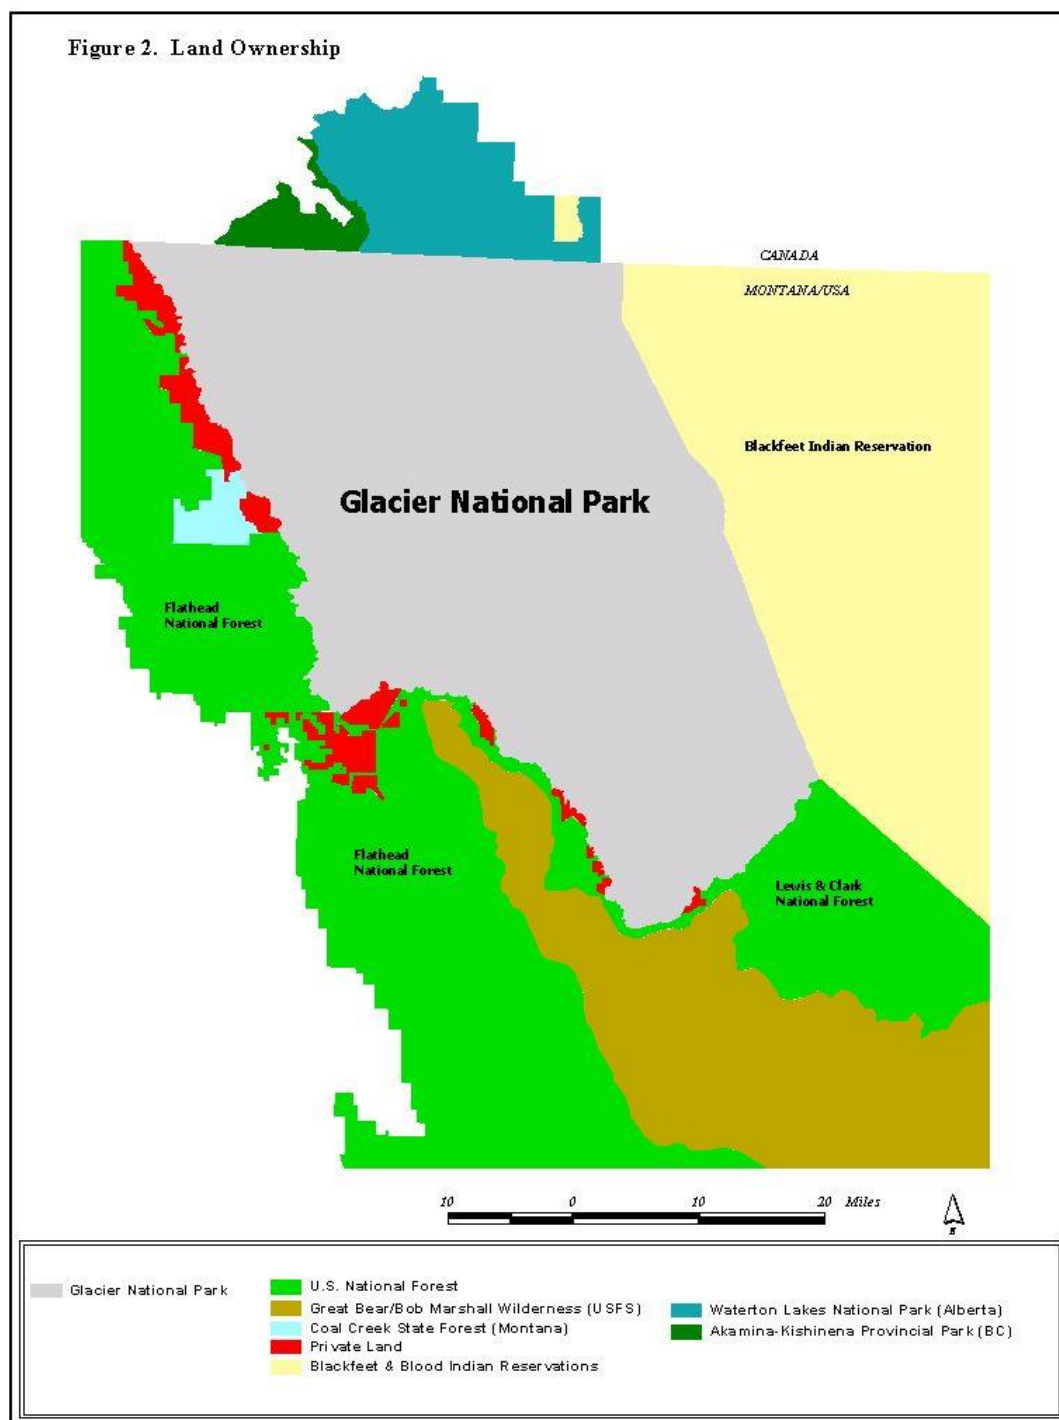 Figure 2. Land Ownership
CANADA
MONTANA/USA
Blackfeet Indian Reservation
Glacier National Park
Flathead
National Forest
Flathead
National Forest
Lewis & Clark
National Forest
10 0 10 20 Miles
N
Glacier National Park
U.S. National Forest
Great Bear/Bob Marshall Wilderness (USFS)
Coal Creek State Forest (Montana)
Private Land
Blackfeet & Blood Indian Reservations
Waterton Lakes National Park (Alberta)
Akamina-Kishinena Provincial Park (BC)